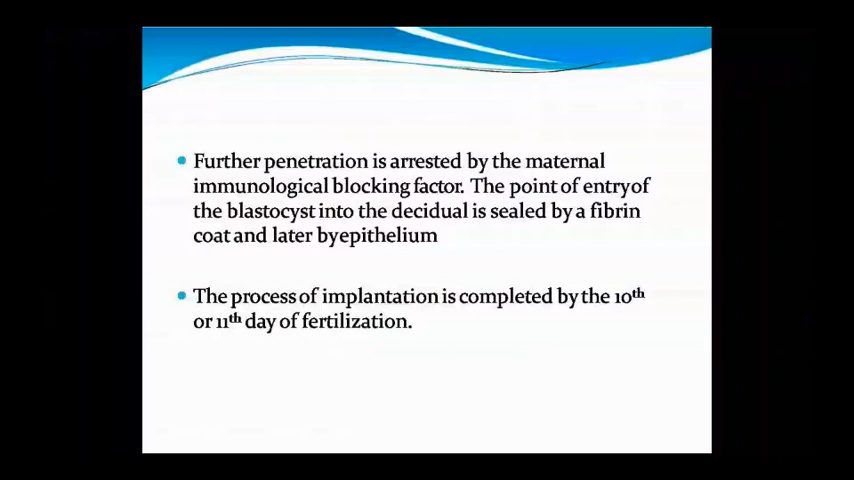 Further penetration is arrested by the maternal
immunological blocking factor. The point of entryof
the blastocyst into the decidual is sealed by a fibrin
coat and later byepithelium
The process of implantation is completed by the 10th
or 11th day of fertilization.